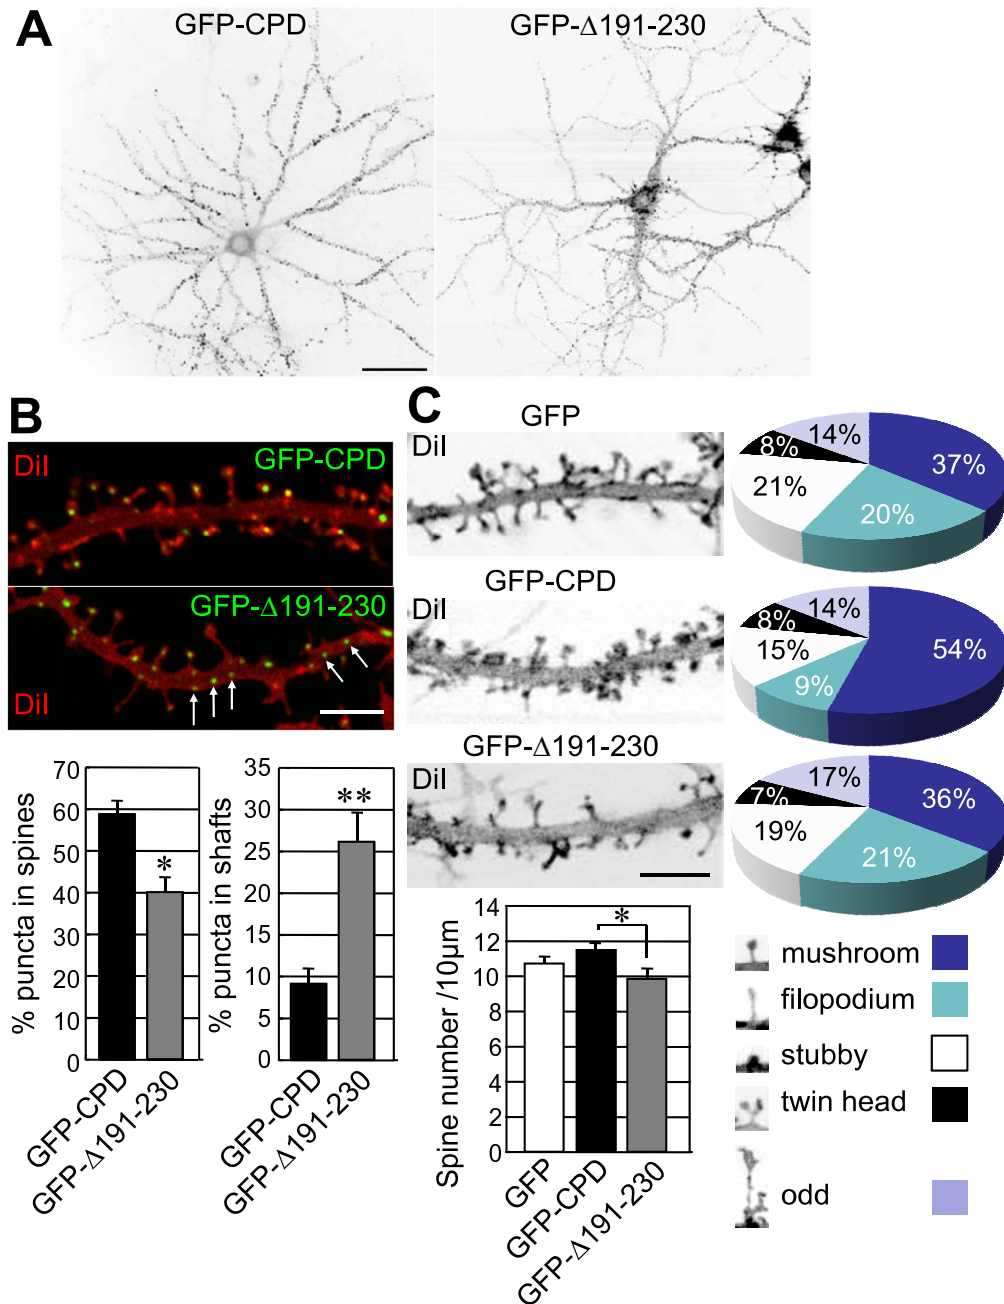 A
GFP-CPD
GFP-Δ191-230
B
DiI
GFP-CPD
GFP-Δ191-230
DiI
% puncta in spines
70
60
50
40
30
20
10
0
*
GFP-CPD
GFP-Δ191-230
% puncta in shafts
35
30
25
20
15
10
5
0
**
GFP-CPD
GFP-Δ191-230
C
GFP
DiI
14%
8%
37%
21%
20%
GFP-CPD
DiI
14%
8%
54%
15%
9%
GFP-Δ191-230
DiI
17%
7%
36%
19%
21%
Spine number /10µm
14
12
10
8
6
4
2
0
*
GFP
GFP-CPD
GFP-Δ191-230
mushroom
filopodium
stubby
twin head
odd